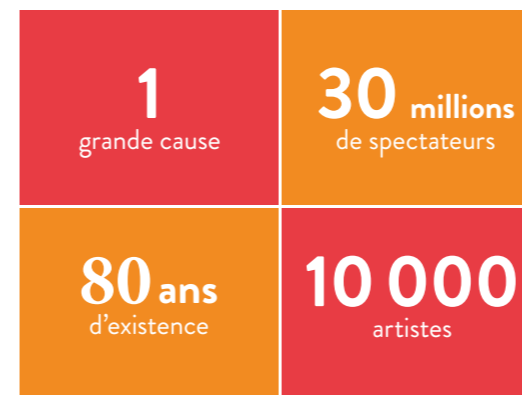 1
grande cause
30 millions
de spectateurs
80 ans
d'existence
10 000
artistes